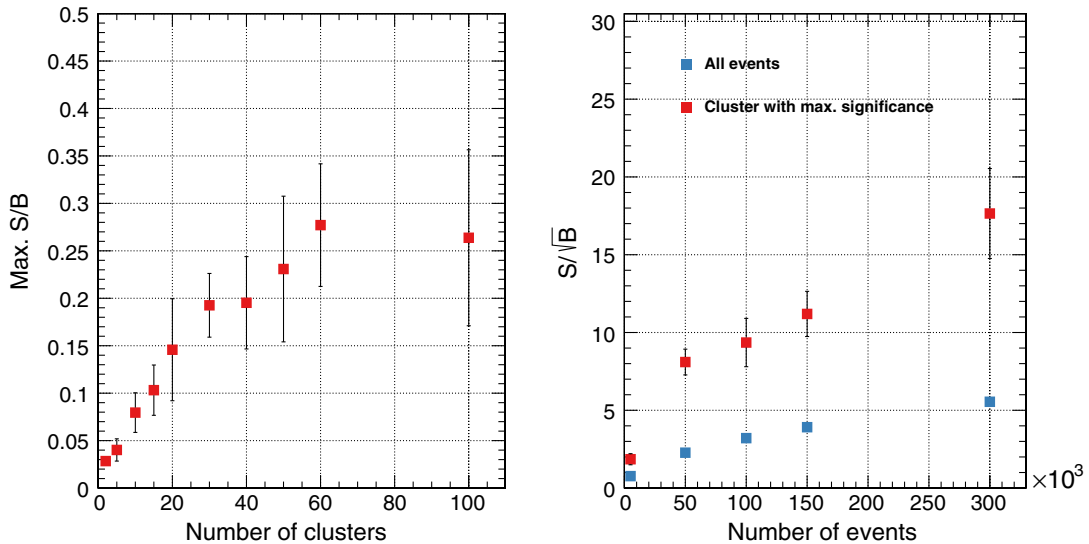 0.5
0.45
0.4
0.35
0.3
0.25
0.2
0.15
0.1
0.05
0
Max. S/B
0 20 40 60 80 100
Number of clusters
30
25
20
15
10
5
0
S/√B
All events
Cluster with max. significance
0 50 100 150 200 250 300
×10³
Number of events